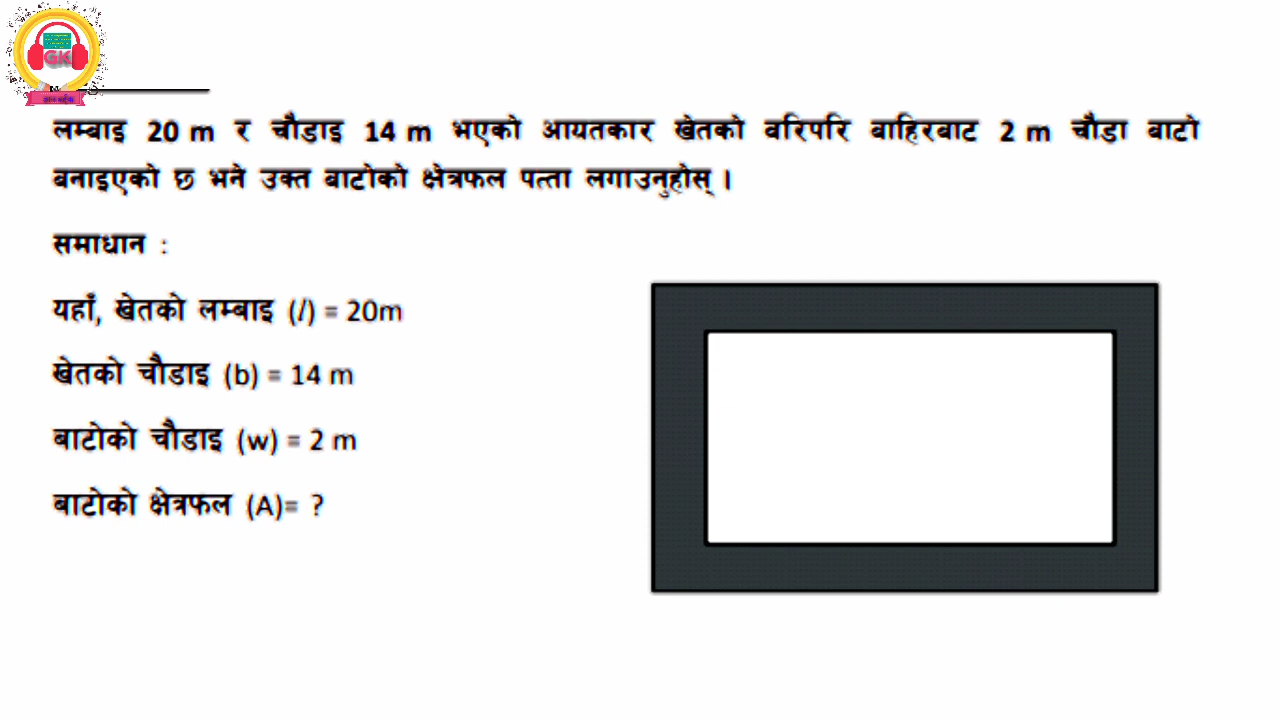 GK
लम्बाइ 20 m र चौडाइ 14 m भएको आयतकार खेतको वरिपरि बाहिरबाट 2 m चौडा बाटो
बनाइएको छ भने उक्त बाटोको क्षेत्रफल पत्ता लगाउनुहोस् ।
समाधान :
यहाँ, खेतको लम्बाइ (l) = 20m
खेतको चौडाइ (b) = 14 m
बाटोको चौडाइ (w) = 2 m
बाटोको क्षेत्रफल (A)= ?